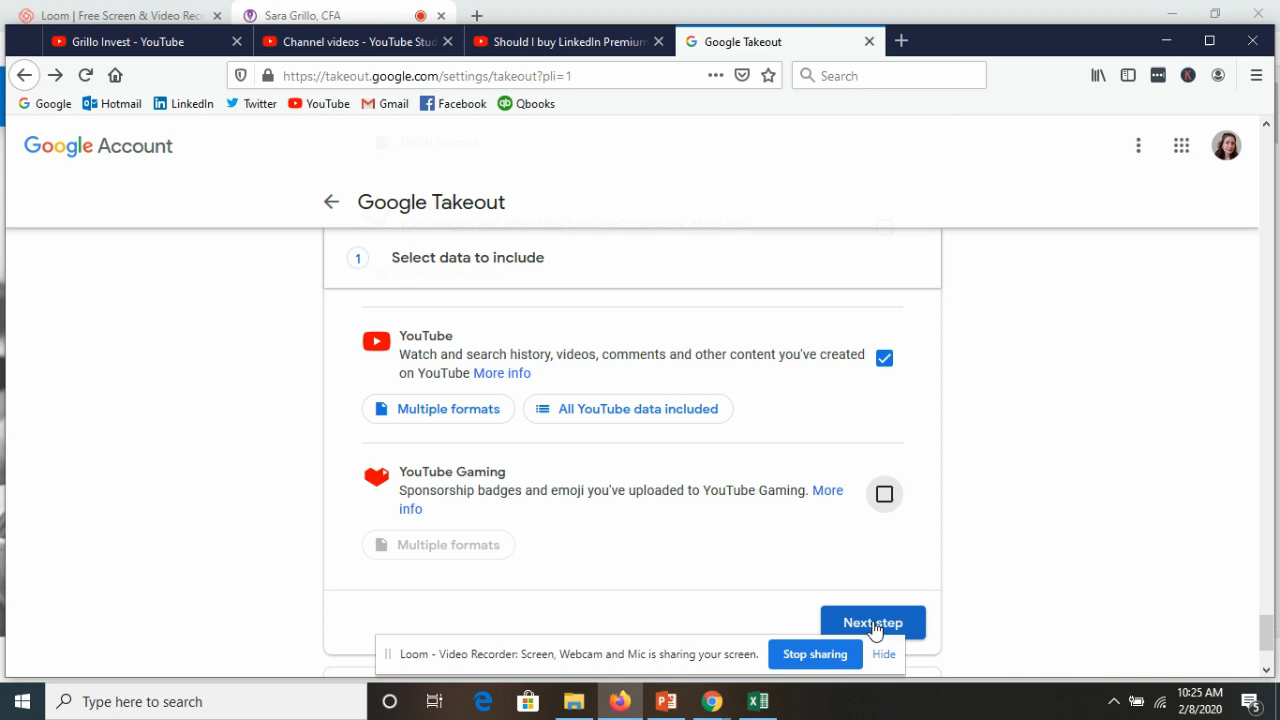 Loom | Free Screen & Video Rec
Sara Grillo, CFA
Grillo Invest - YouTube
Channel videos - YouTube Stud
Should I buy LinkedIn Premium
Google Takeout
https://takeout.google.com/settings/takeout?pli=1
Search
Google
Hotmail
LinkedIn
Twitter
YouTube
Gmail
Facebook
Qbooks
Google Account
Google Takeout
1 Select data to include
YouTube
Watch and search history, videos, comments and other content you've created
on YouTube More info
Multiple formats
All YouTube data included
YouTube Gaming
Sponsorship badges and emoji you've uploaded to YouTube Gaming. More
info
Multiple formats
Next step
Loom - Video Recorder: Screen, Webcam and Mic is sharing your screen.
Stop sharing
Hide
Type here to search
10:25 AM
2/8/2020
5